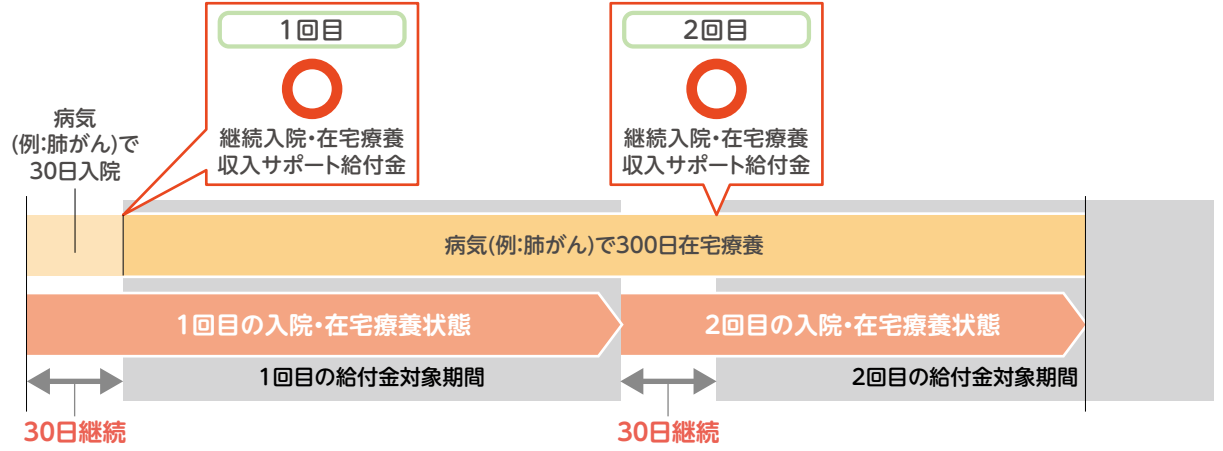 1回目
継続入院・在宅療養
収入サポート給付金
2回目
継続入院・在宅療養
収入サポート給付金
病気
(例:肺がん)で
30日入院
病気(例:肺がん)で300日在宅療養
1回目の入院・在宅療養状態
2回目の入院・在宅療養状態
1回目の給付金対象期間
2回目の給付金対象期間
30日継続
30日継続